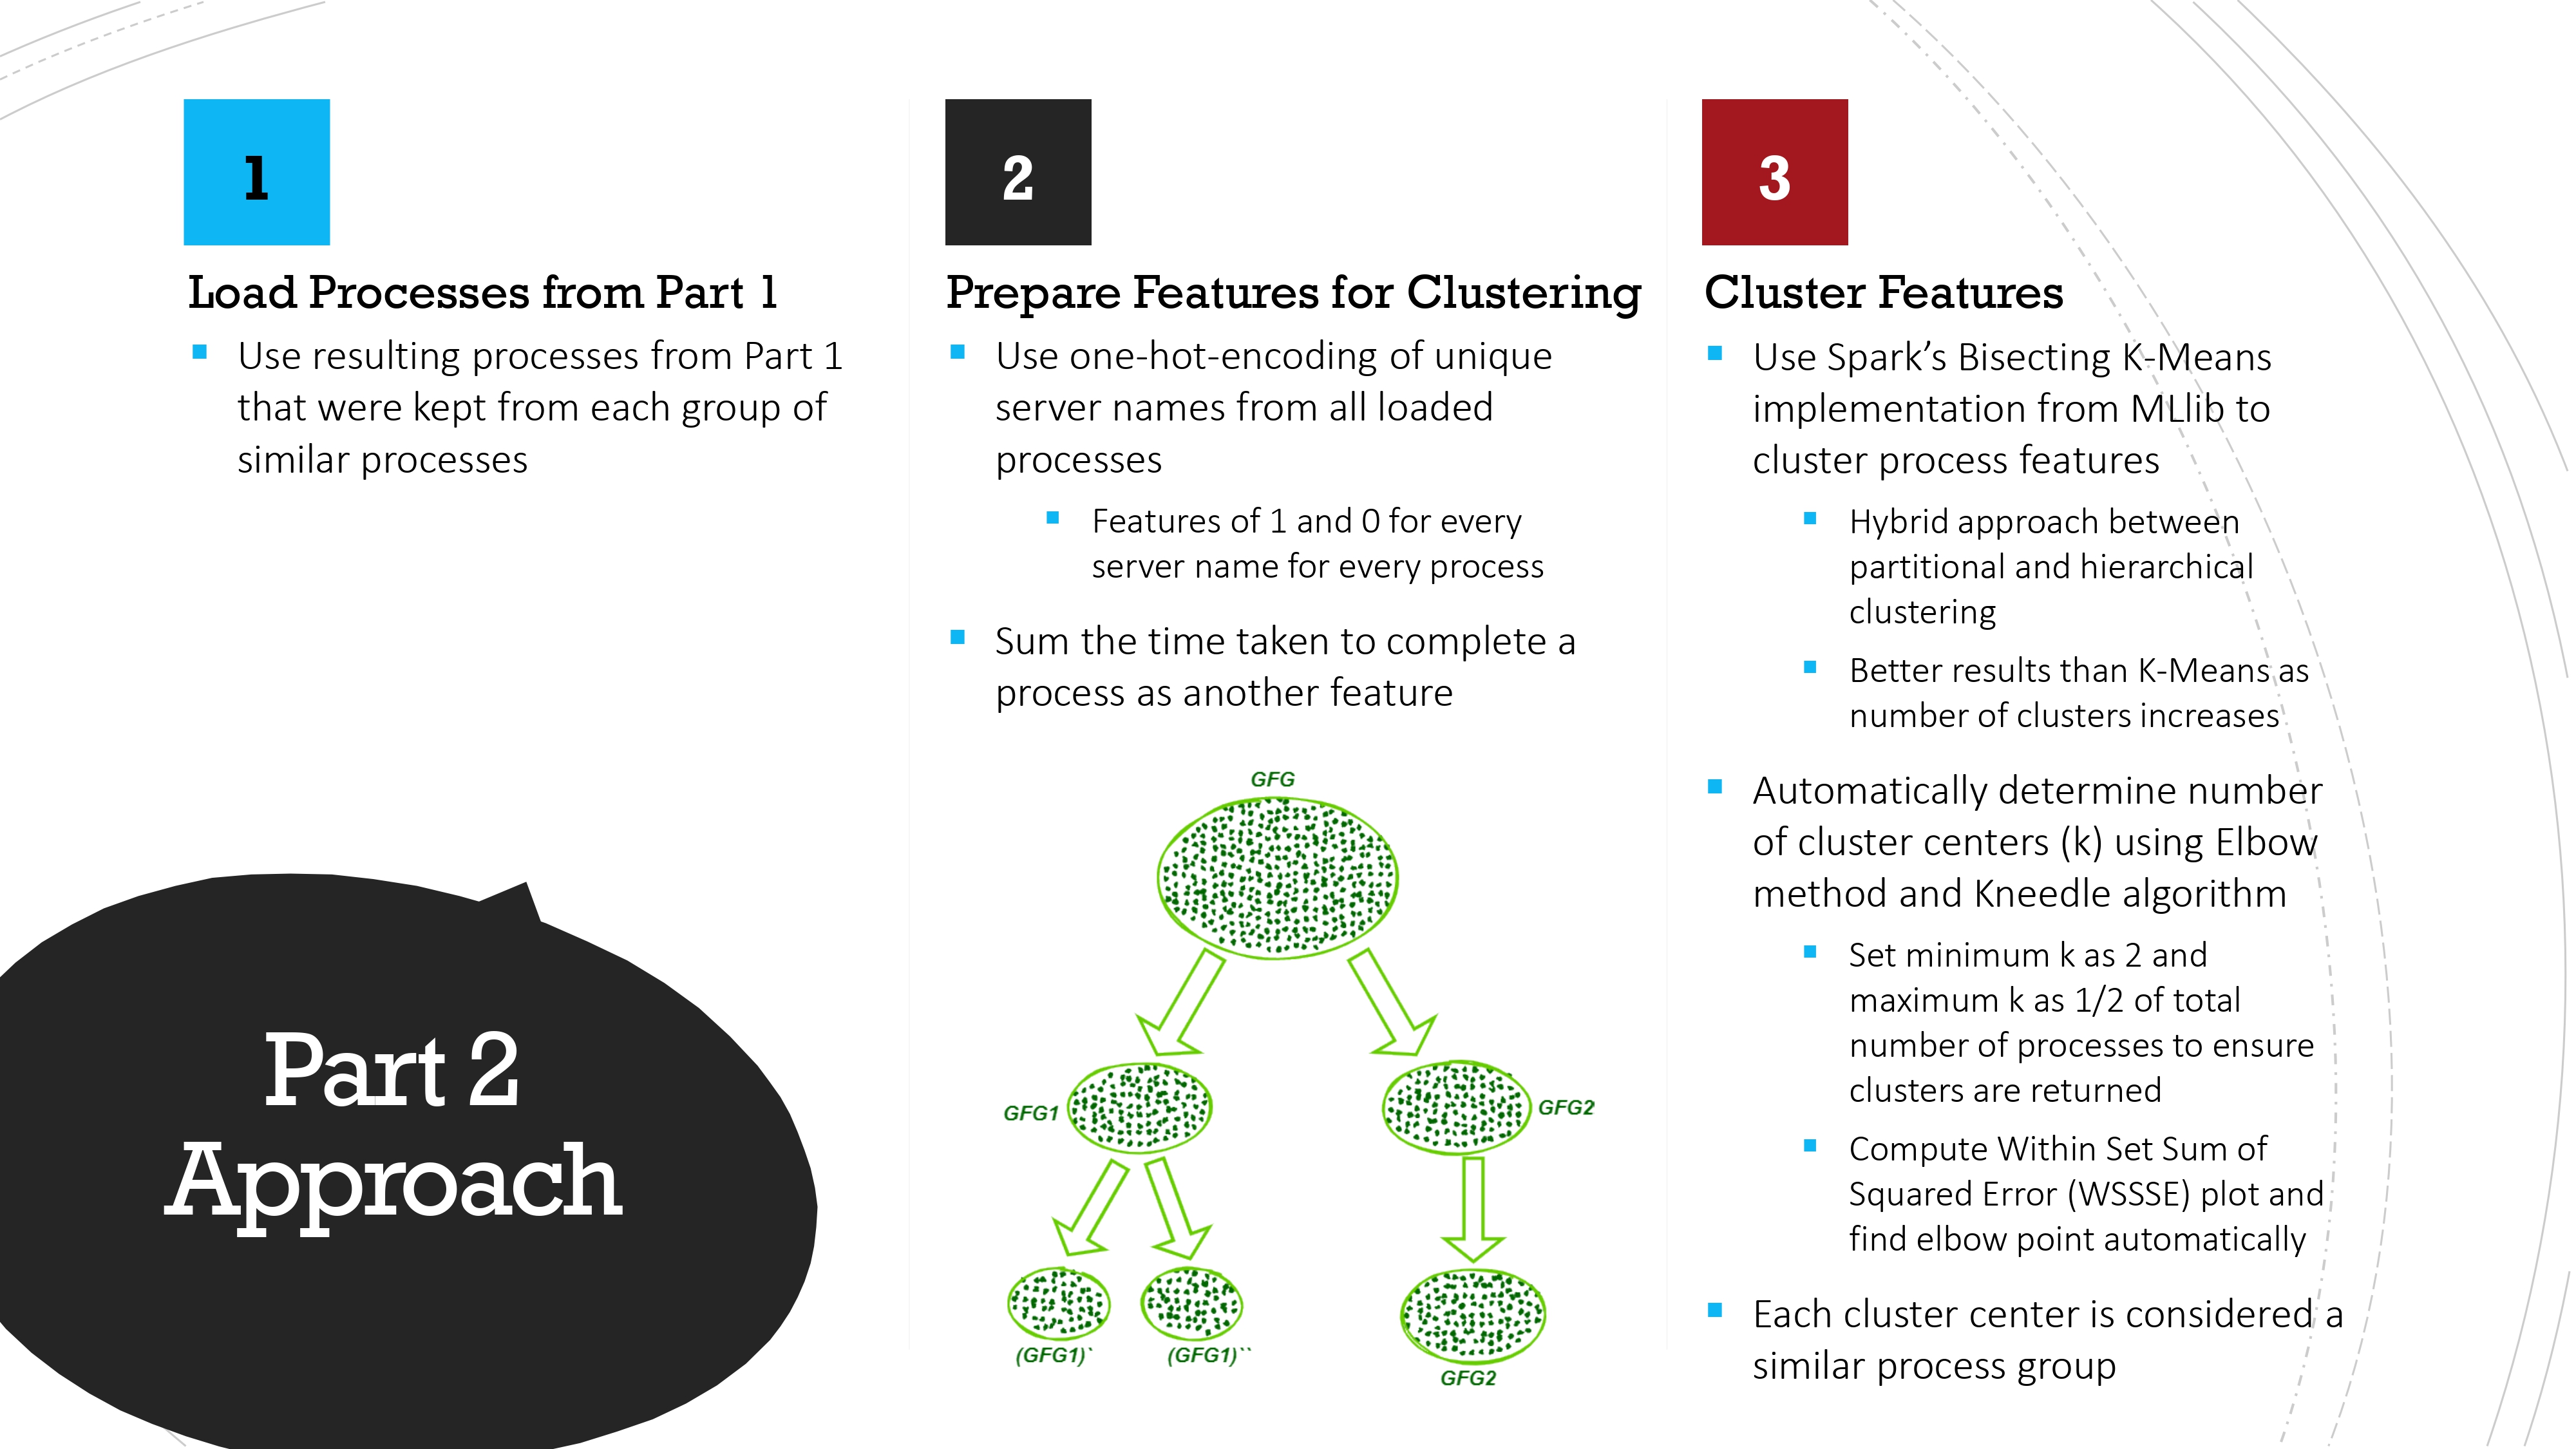 1
Load Processes from Part 1
Use resulting processes from Part 1
that were kept from each group of
similar processes
Part 2
Approach
2
Prepare Features for Clustering
Use one-hot-encoding of unique
server names from all loaded
processes
Features of 1 and 0 for every
server name for every process
Sum the time taken to complete a
process as another feature
GFG
GFG1
GFG2
(GFG1)`
(GFG1)``
GFG2
3
Cluster Features
Use Spark’s Bisecting K-Means
implementation from MLlib to
cluster process features
Hybrid approach between
partitional and hierarchical
clustering
Better results than K-Means as
number of clusters increases
Automatically determine number
of cluster centers (k) using Elbow
method and Kneedle algorithm
Set minimum k as 2 and
maximum k as 1/2 of total
number of processes to ensure
clusters are returned
Compute Within Set Sum of
Squared Error (WSSSE) plot and
find elbow point automatically
Each cluster center is considered a
similar process group